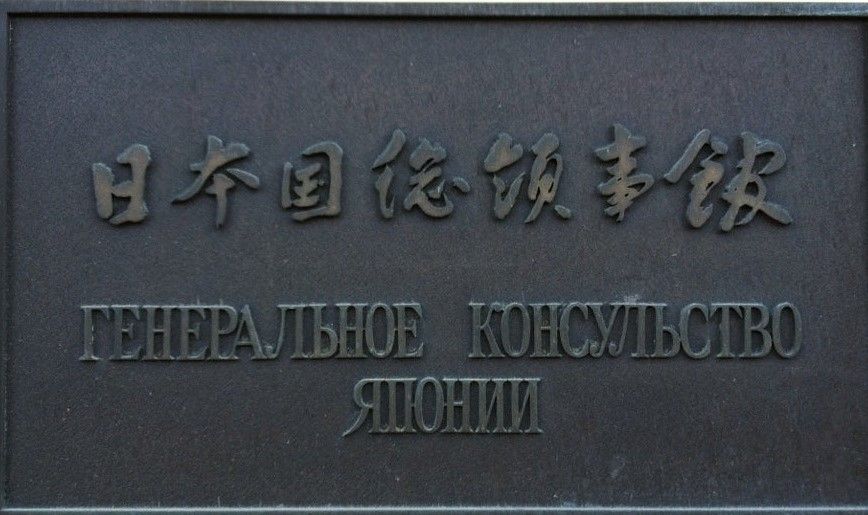 日本国総領事館
ГЕНЕРАЛЬНОЕ КОНСУЛЬСТВО
ЯПОНИИ